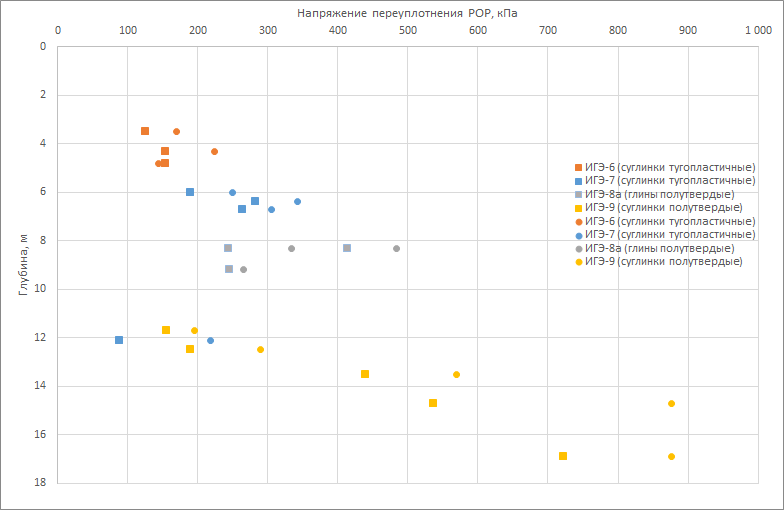 Напряжение переуплотнения POP, кПа
0 100 200 300 400 500 600 700 800 900 1 000
0
2
4
6
8
10
12
14
16
18
Глубина, м
ИГЭ-6 (суглинки тугопластичные)
ИГЭ-7 (суглинки тугопластичные)
ИГЭ-8а (глины полутвердые)
ИГЭ-9 (суглинки полутвердые)
ИГЭ-6 (суглинки тугопластичные)
ИГЭ-7 (суглинки тугопластичные)
ИГЭ-8а (глины полутвердые)
ИГЭ-9 (суглинки полутвердые)